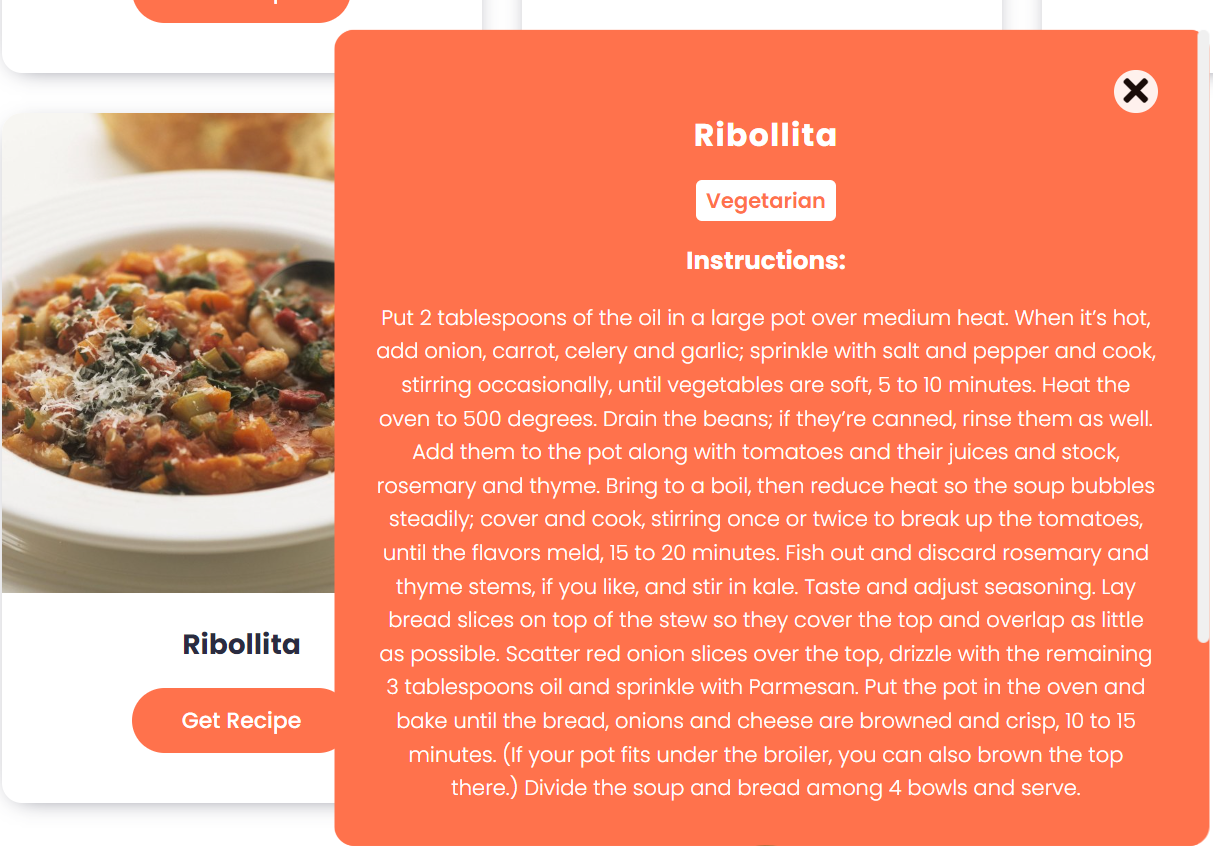 Ribollita
Vegetarian
Instructions:
Put 2 tablespoons of the oil in a large pot over medium heat. When it’s hot,
add onion, carrot, celery and garlic; sprinkle with salt and pepper and cook,
stirring occasionally, until vegetables are soft, 5 to 10 minutes. Heat the
oven to 500 degrees. Drain the beans; if they’re canned, rinse them as well.
Add them to the pot along with tomatoes and their juices and stock,
rosemary and thyme. Bring to a boil, then reduce heat so the soup bubbles
steadily; cover and cook, stirring once or twice to break up the tomatoes,
until the flavors meld, 15 to 20 minutes. Fish out and discard rosemary and
thyme stems, if you like, and stir in kale. Taste and adjust seasoning. Lay
bread slices on top of the stew so they cover the top and overlap as little
as possible. Scatter red onion slices over the top, drizzle with the remaining
3 tablespoons oil and sprinkle with Parmesan. Put the pot in the oven and
bake until the bread, onions and cheese are browned and crisp, 10 to 15
minutes. (If your pot fits under the broiler, you can also brown the top
there.) Divide the soup and bread among 4 bowls and serve.
Ribollita
Get Recipe